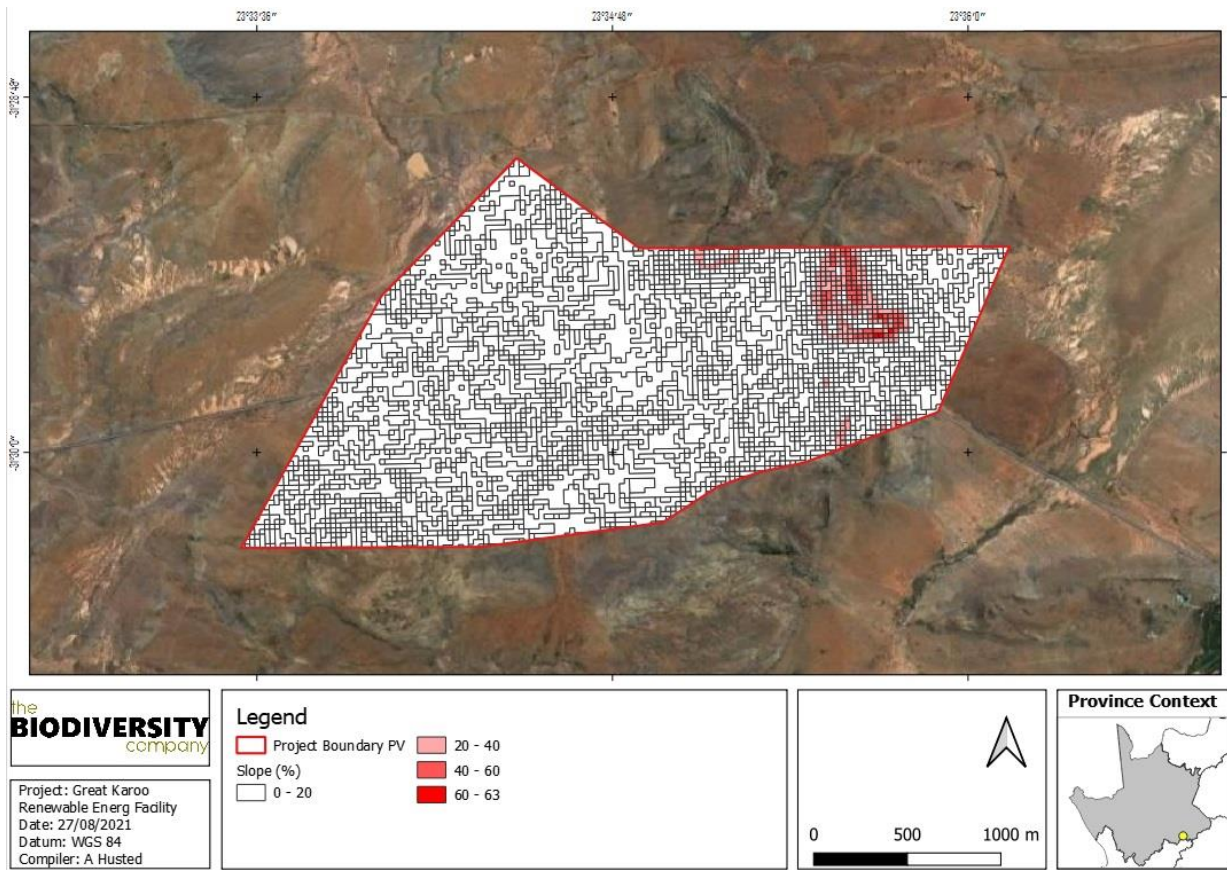 23°33'36"
23°34'48"
23°36'0"
-31°28'48"
-31°30'0"
the
BIODIVERSITY
company
Project: Great Karoo
Renewable Energ Facility
Date: 27/08/2021
Datum: WGS 84
Compiler: A Husted
Legend
Project Boundary PV
Slope (%)
0 - 20
20 - 40
40 - 60
60 - 63
0 500 1000 m
Province Context